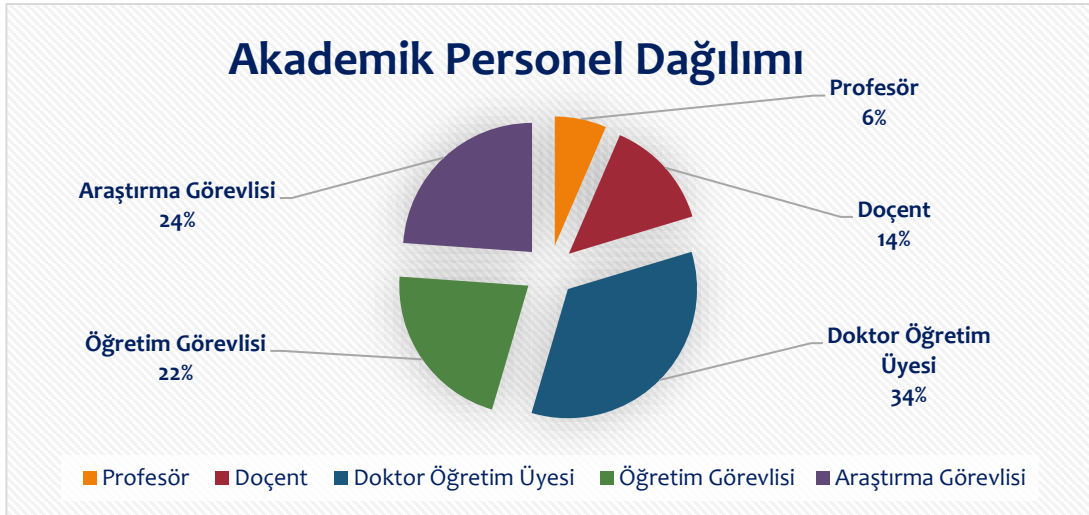 Akademik Personel Dağılımı
Profesör
6%
Doçent
14%
Doktor Öğretim
Üyesi
34%
Öğretim Görevlisi
22%
Araştırma Görevlisi
24%
Profesör Doçent Doktor Öğretim Üyesi Öğretim Görevlisi Araştırma Görevlisi